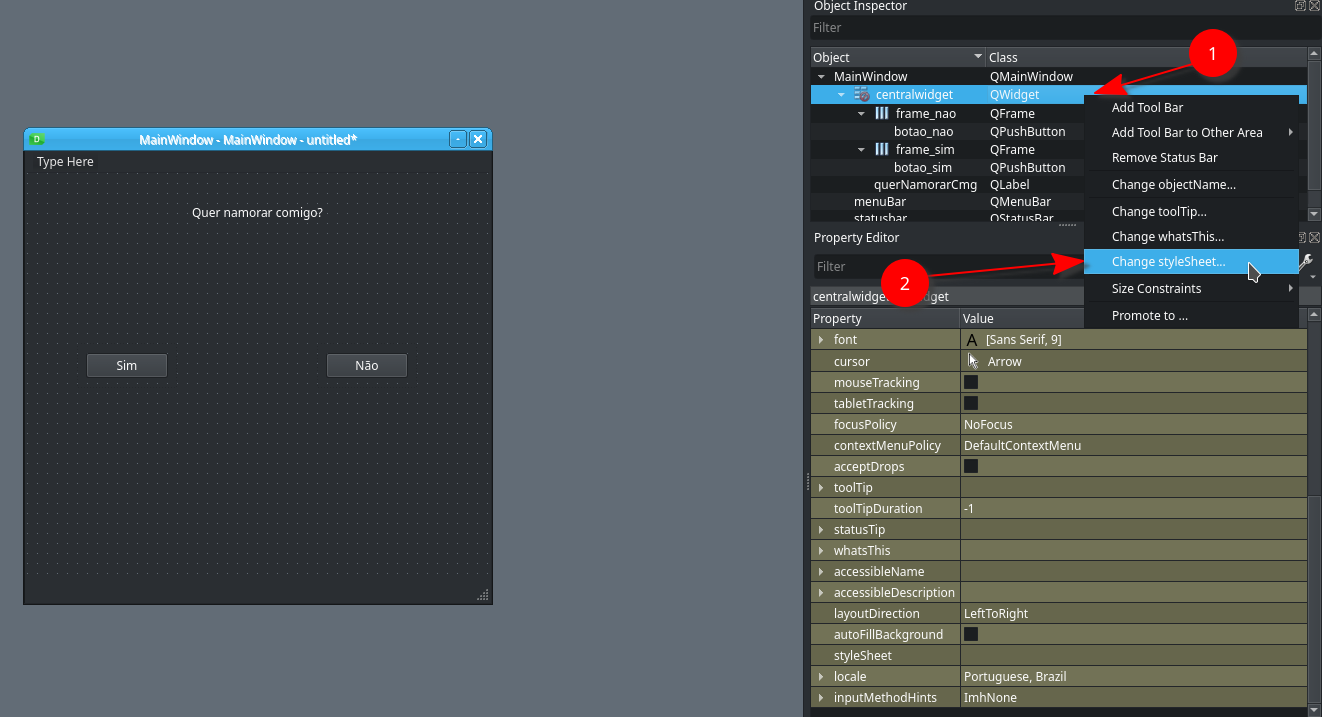 Object Inspector
Filter
Object Class
MainWindow QMainWindow
centralwidget QWidget
frame_nao QFrame
botao_nao QPushButton
frame_sim QFrame
botao_sim QPushButton
querNamorarCmg QLabel
menuBar QMenuBar
statusbar QStatusBar
1
Add Tool Bar
Add Tool Bar to Other Area
Remove Status Bar
Change objectName...
Change toolTip...
Change whatsThis...
Change styleSheet...
Size Constraints
Promote to ...
MainWindow - MainWindow - untitled*
Type Here
Quer namorar comigo?
Sim Não
Property Editor
Filter
2
Property Value
font A [Sans Serif, 9]
cursor Arrow
mouseTracking
tabletTracking
focusPolicy NoFocus
contextMenuPolicy DefaultContextMenu
acceptDrops
toolTip
toolTipDuration -1
statusTip
whatsThis
accessibleName
accessibleDescription
layoutDirection LeftToRight
autoFillBackground
styleSheet
locale Portuguese, Brazil
inputMethodHints ImhNone